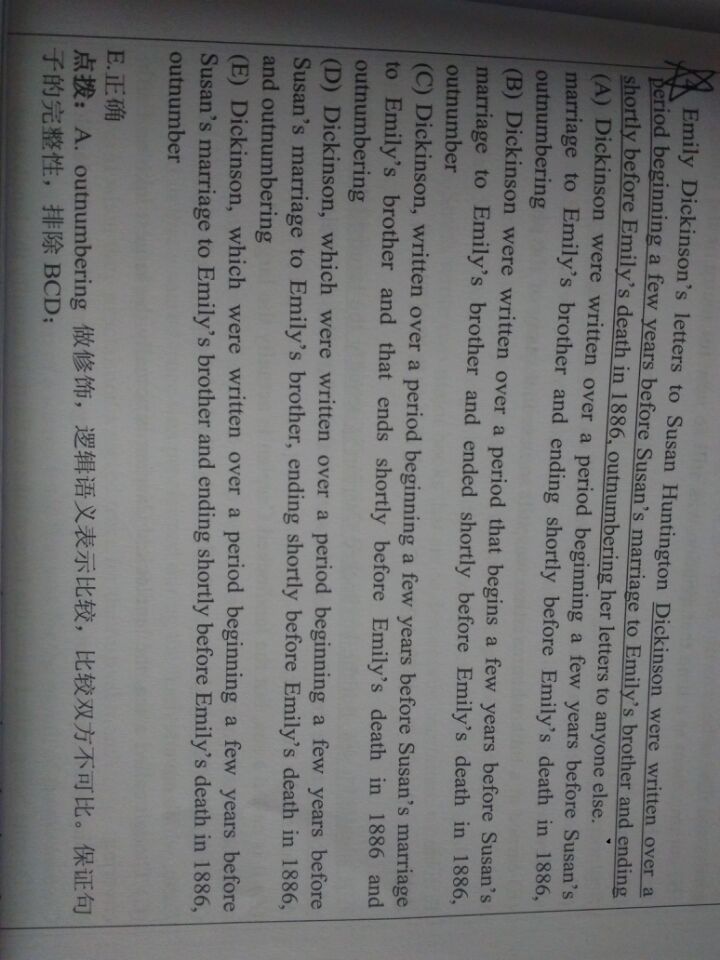 Emily Dickinson's letters to Susan Huntington Dickinson were written over a
period beginning a few years before Susan's marriage to Emily's brother and ending
shortly before Emily's death in 1886, outnumbering her letters to anyone else.
(A) Dickinson were written over a period beginning a few years before Susan's
marriage to Emily's brother and ending shortly before Emily's death in 1886,
outnumbering
(B) Dickinson were written over a period that begins a few years before Susan's
marriage to Emily's brother and ended shortly before Emily's death in 1886,
outnumber
(C) Dickinson, written over a period beginning a few years before Susan's marriage
to Emily's brother and that ends shortly before Emily's death in 1886 and
outnumbering
(D) Dickinson, which were written over a period beginning a few years before
Susan's marriage to Emily's brother, ending shortly before Emily's death in 1886,
and outnumbering
(E) Dickinson, which were written over a period beginning a few years before
Susan's marriage to Emily's brother and ending shortly before Emily's death in 1886,
outnumber
E.正确
点拨：A. outnumbering 做修饰，逻辑语义表示比较，比较双方不可比。保证句
子的完整性，排除 BCD；